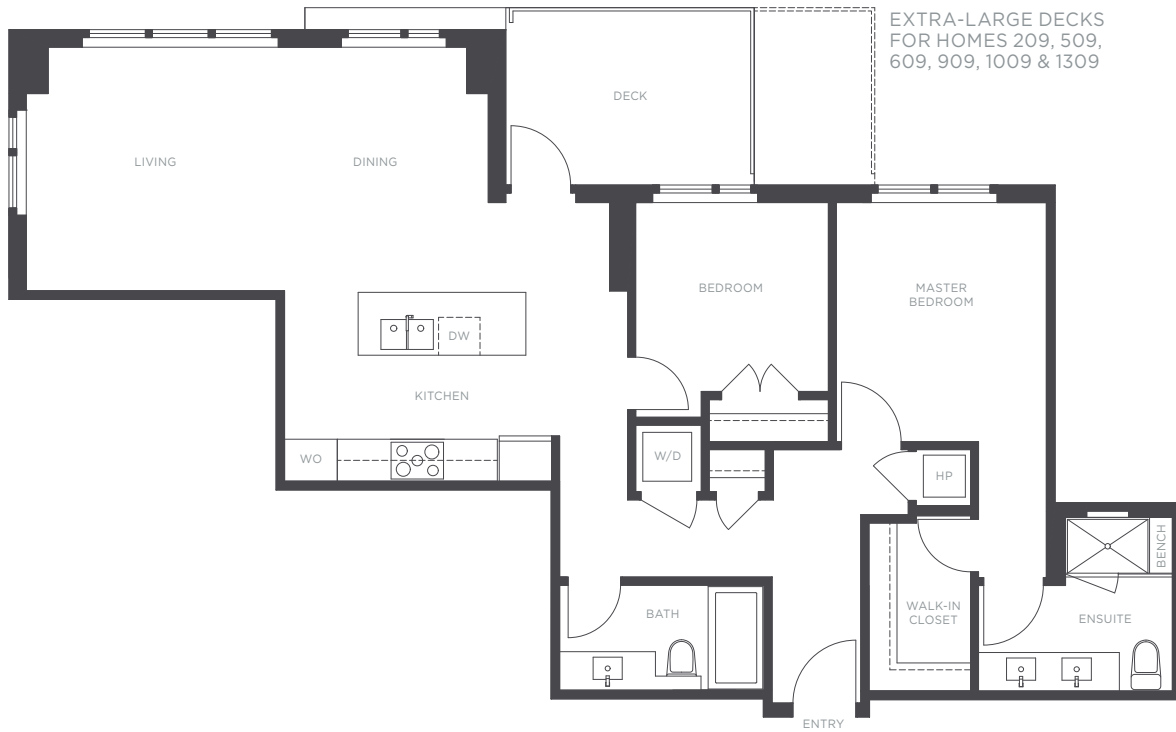 EXTRA-LARGE DECKS
FOR HOMES 209, 509,
609, 909, 1009 & 1309
DECK
LIVING
DINING
BEDROOM
MASTER
BEDROOM
DW
KITCHEN
WO
W/D
HP
BENCH
WALK-IN
CLOSET
BATH
ENSUITE
ENTRY